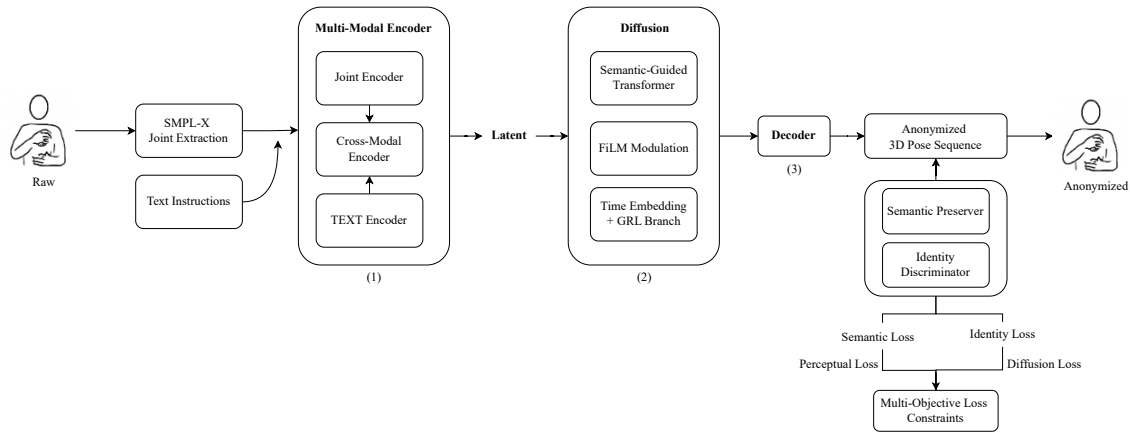 Raw
SMPL-X
Joint Extraction
Text Instructions
Multi-Modal Encoder
Joint Encoder
Cross-Modal
Encoder
TEXT Encoder
(1)
Latent
Diffusion
Semantic-Guided
Transformer
FiLM Modulation
Time Embedding
+ GRL Branch
(2)
Decoder
(3)
Anonymized
3D Pose Sequence
Anonymized
Semantic Preserver
Identity
Discriminator
Semantic Loss
Identity Loss
Perceptual Loss
Diffusion Loss
Multi-Objective Loss
Constraints